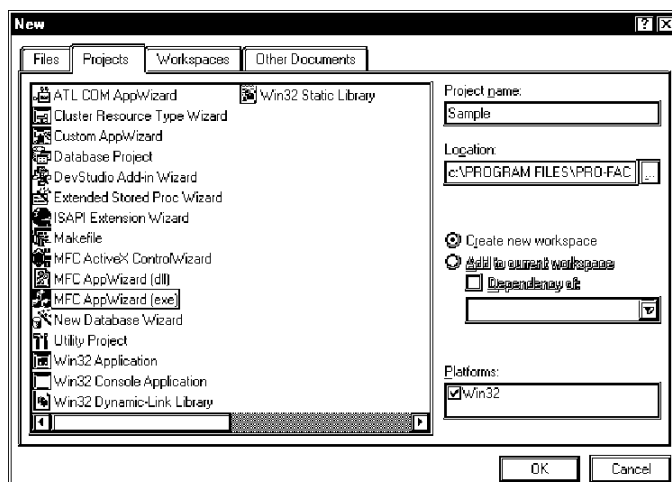 New
Files Projects Workspaces Other Documents
ATL COM AppWizard
Cluster Resource Type Wizard
Custom AppWizard
Database Project
DevStudio Add-in Wizard
Extended Stored Proc Wizard
ISAPI Extension Wizard
Makefile
MFC ActiveX ControlWizard
MFC AppWizard (dll)
MFC AppWizard (exe)
New Database Wizard
Utility Project
Win32 Application
Win32 Console Application
Win32 Dynamic-Link Library
Win32 Static Library
Project name:
Sample
Location:
c:\PROGRAM FILES\PRO-FAC
...
Create new workspace
Add to current workspace
Dependency of:
Platforms:
Win32
OK Cancel